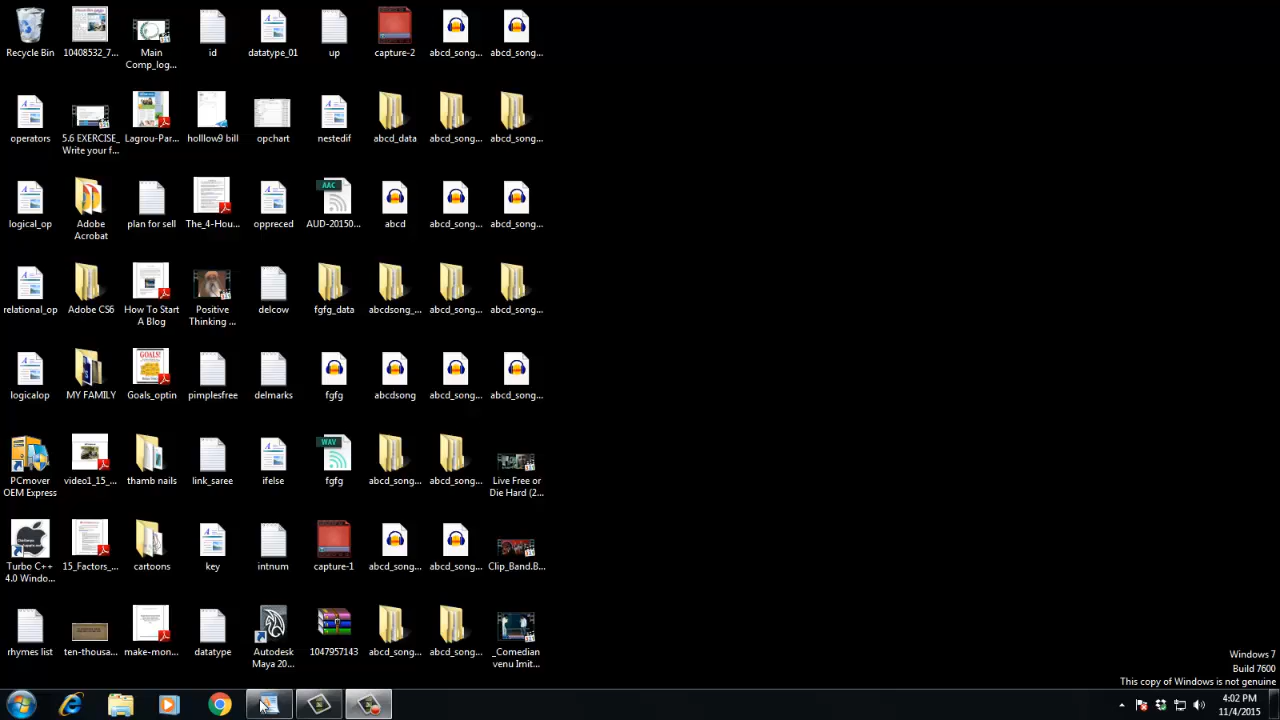 Recycle Bin
10408532_7...
Main
Comp_log...
id
datatype_01
up
capture-2
abcd_song...
abcd_song...
operators
5.6 EXERCISE_
Write your f...
Lagrou-Par...
holllow9 bill
opchart
nestedif
abcd_data
abcd_song...
abcd_song...
logical_op
Adobe
Acrobat
plan for sell
The_4-Hou...
oppreced
AAC
AUD-20150...
abcd
abcd_song...
abcd_song...
relational_op
Adobe CS6
How To Start
A Blog
Positive
Thinking ...
delcow
fgfg_data
abcdsong_...
abcd_song...
abcd_song...
logicalop
MY FAMILY
GOALS!
Goals_optin
pimplesfree
delmarks
fgfg
abcdsong
abcd_song...
abcd_song...
PCmover
OEM Express
video1_15_...
thamb nails
link_saree
ifelse
WAV
fgfg
abcd_song...
abcd_song...
Live Free or
Die Hard (2...
Turbo C++
4.0 Windo...
15_Factors_...
cartoons
key
intnum
capture-1
abcd_song...
abcd_song...
Clip_Band.B...
rhymes list
ten-thousa...
make-mon...
datatype
Autodesk
Maya 20...
1047957143
abcd_song...
abcd_song...
_Comedian
venu Imit...
Windows 7
Build 7600
This copy of Windows is not genuine
4:02 PM
11/4/2015